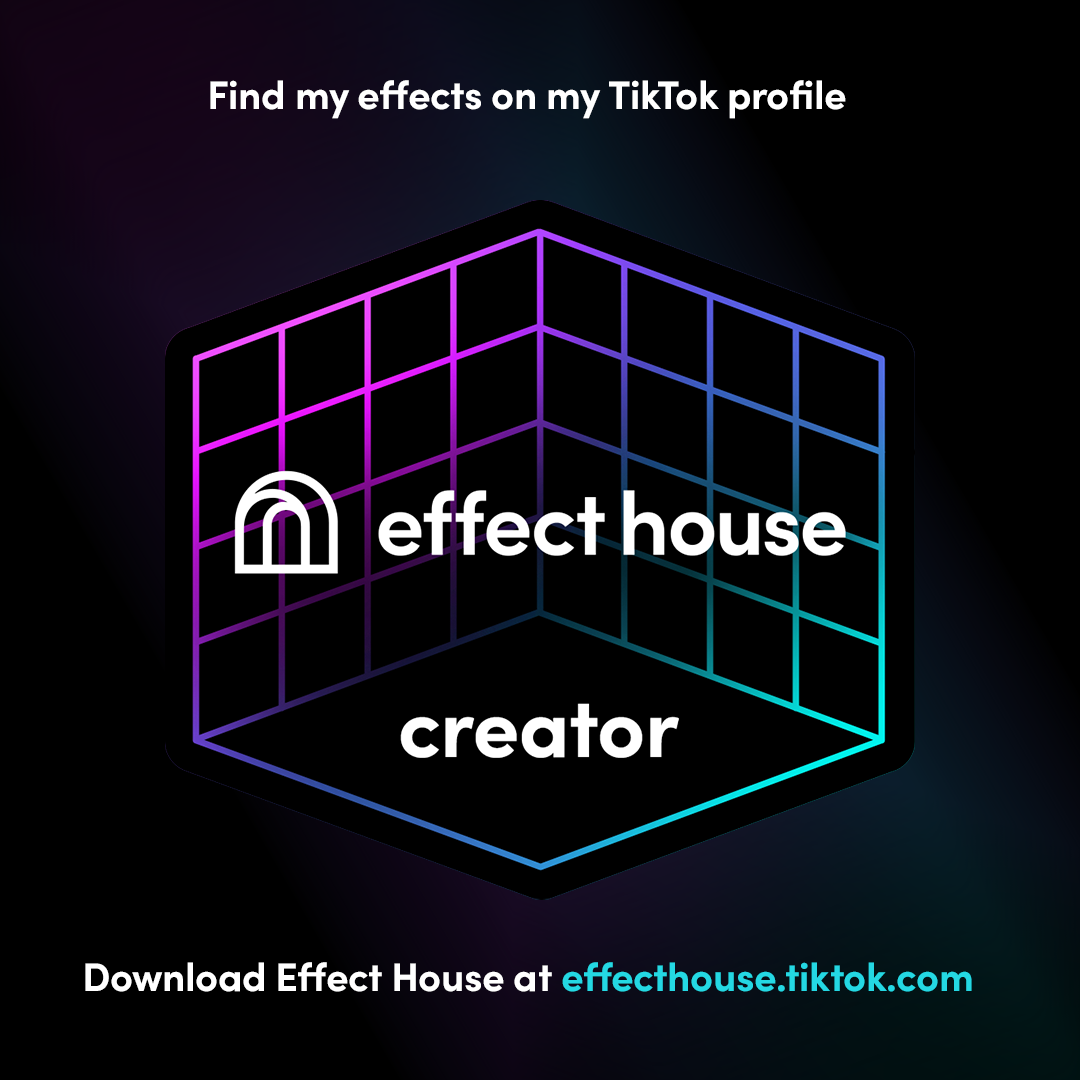 Find my effects on my TikTok profile
effect house
creator
Download Effect House at effecthouse.tiktok.com